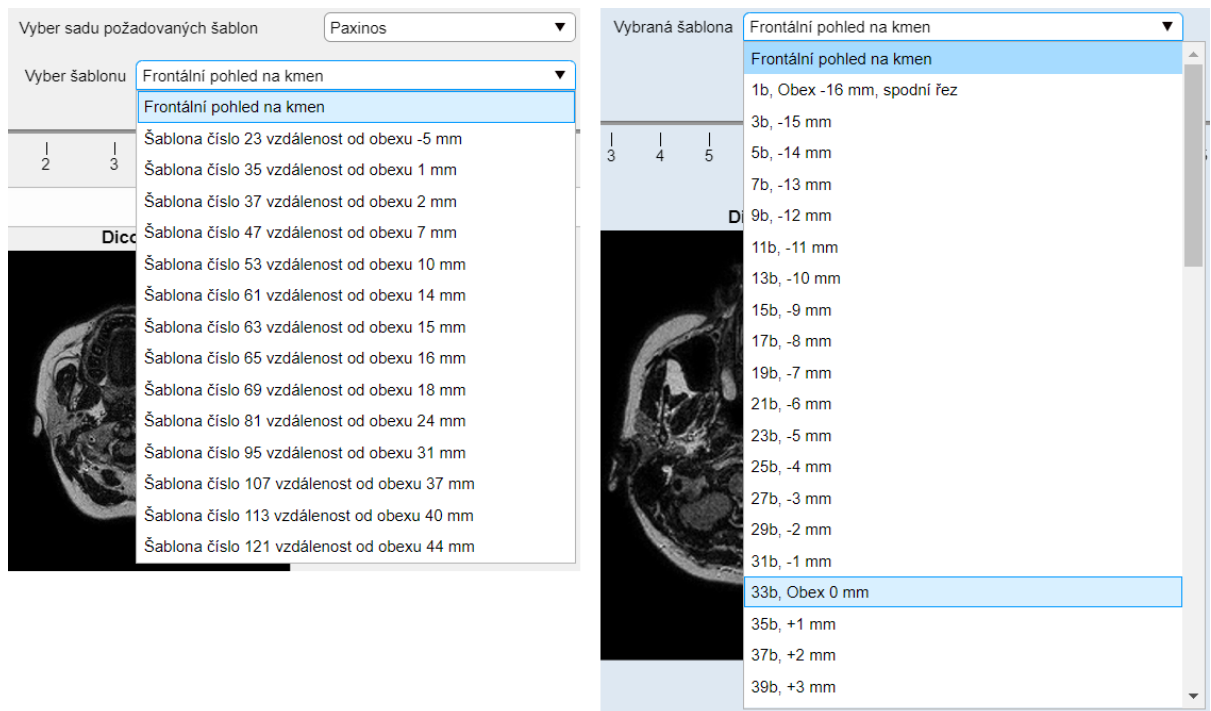 Vyber sadu požadovaných šablon Paxinos
Vyber šablonu Frontální pohled na kmen
Frontální pohled na kmen
Šablona číslo 23 vzdálenost od obexu -5 mm
Šablona číslo 35 vzdálenost od obexu 1 mm
Šablona číslo 37 vzdálenost od obexu 2 mm
Šablona číslo 47 vzdálenost od obexu 7 mm
Šablona číslo 53 vzdálenost od obexu 10 mm
Šablona číslo 61 vzdálenost od obexu 14 mm
Šablona číslo 63 vzdálenost od obexu 15 mm
Šablona číslo 65 vzdálenost od obexu 16 mm
Šablona číslo 69 vzdálenost od obexu 18 mm
Šablona číslo 81 vzdálenost od obexu 24 mm
Šablona číslo 95 vzdálenost od obexu 31 mm
Šablona číslo 107 vzdálenost od obexu 37 mm
Šablona číslo 113 vzdálenost od obexu 40 mm
Šablona číslo 121 vzdálenost od obexu 44 mm
2 3
Dico
Vybraná šablona Frontální pohled na kmen
Frontální pohled na kmen
1b, Obex -16 mm, spodní řez
3b, -15 mm
5b, -14 mm
7b, -13 mm
9b, -12 mm
11b, -11 mm
13b, -10 mm
15b, -9 mm
17b, -8 mm
19b, -7 mm
21b, -6 mm
23b, -5 mm
25b, -4 mm
27b, -3 mm
29b, -2 mm
31b, -1 mm
33b, Obex 0 mm
35b, +1 mm
37b, +2 mm
39b, +3 mm
3 4 5